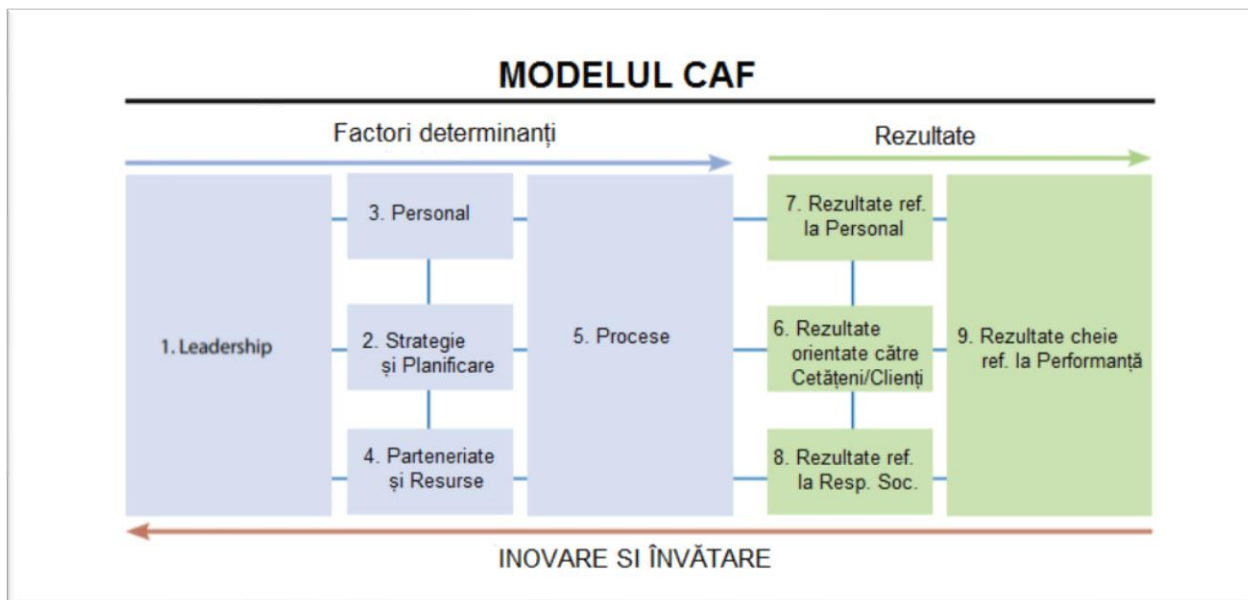 MODELUL CAF
Factori determinanți
Rezultate
1. Leadership
3. Personal
2. Strategie
și Planificare
4. Parteneriate
și Resurse
5. Procese
7. Rezultate ref.
la Personal
6. Rezultate
orientate către
Cetățeni/Clienți
8. Rezultate ref.
la Resp. Soc.
9. Rezultate cheie
ref. la Performanță
INOVARE SI ÎNVĂTARE